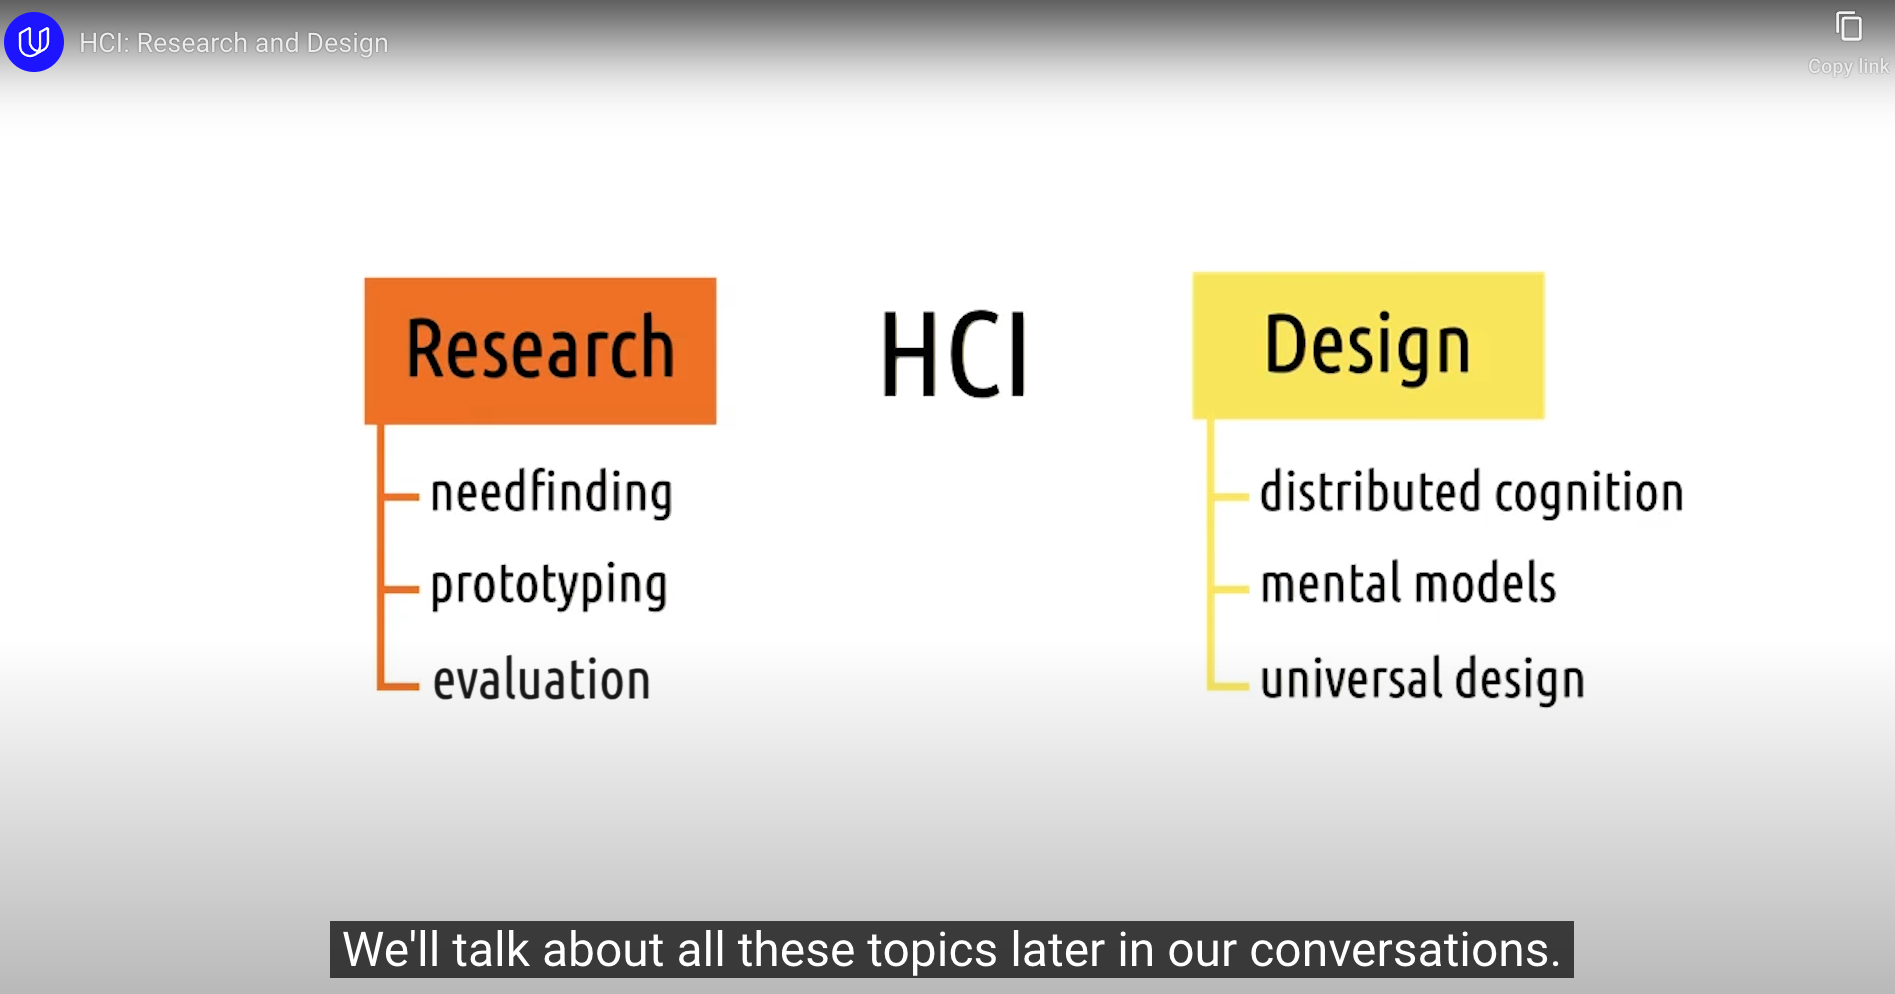 HCI: Research and Design
Copy link
Research
HCI
Design
needfinding
prototyping
evaluation
distributed cognition
mental models
universal design
We'll talk about all these topics later in our conversations.